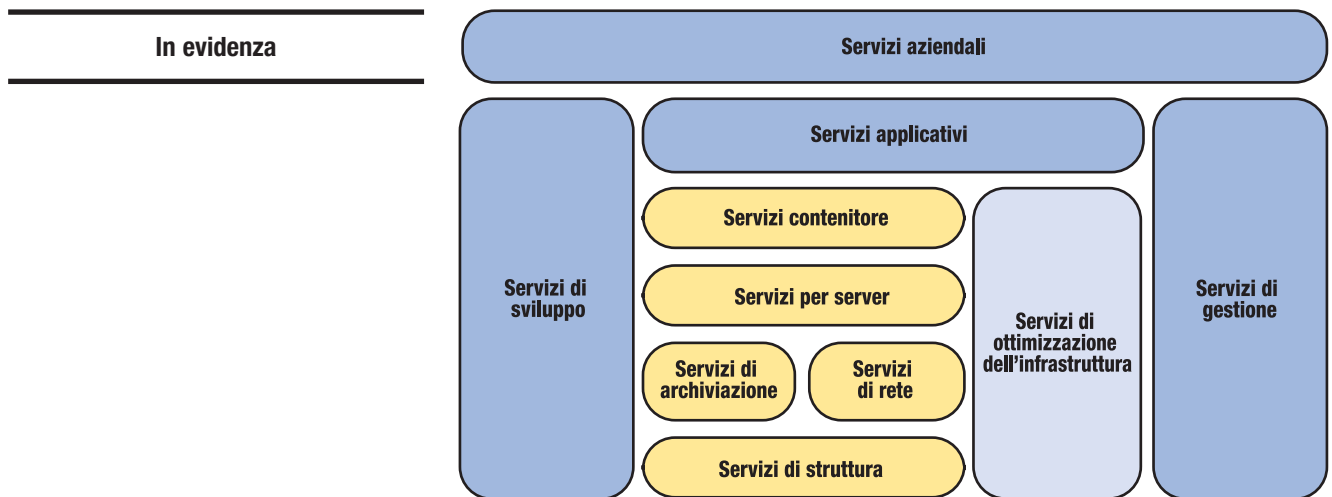 In evidenza
Servizi aziendali
Servizi applicativi
Servizi contenitore
Servizi di
sviluppo
Servizi per server
Servizi di
gestione
Servizi di
ottimizzazione
dell'infrastruttura
Servizi di
archiviazione
Servizi
di rete
Servizi di struttura